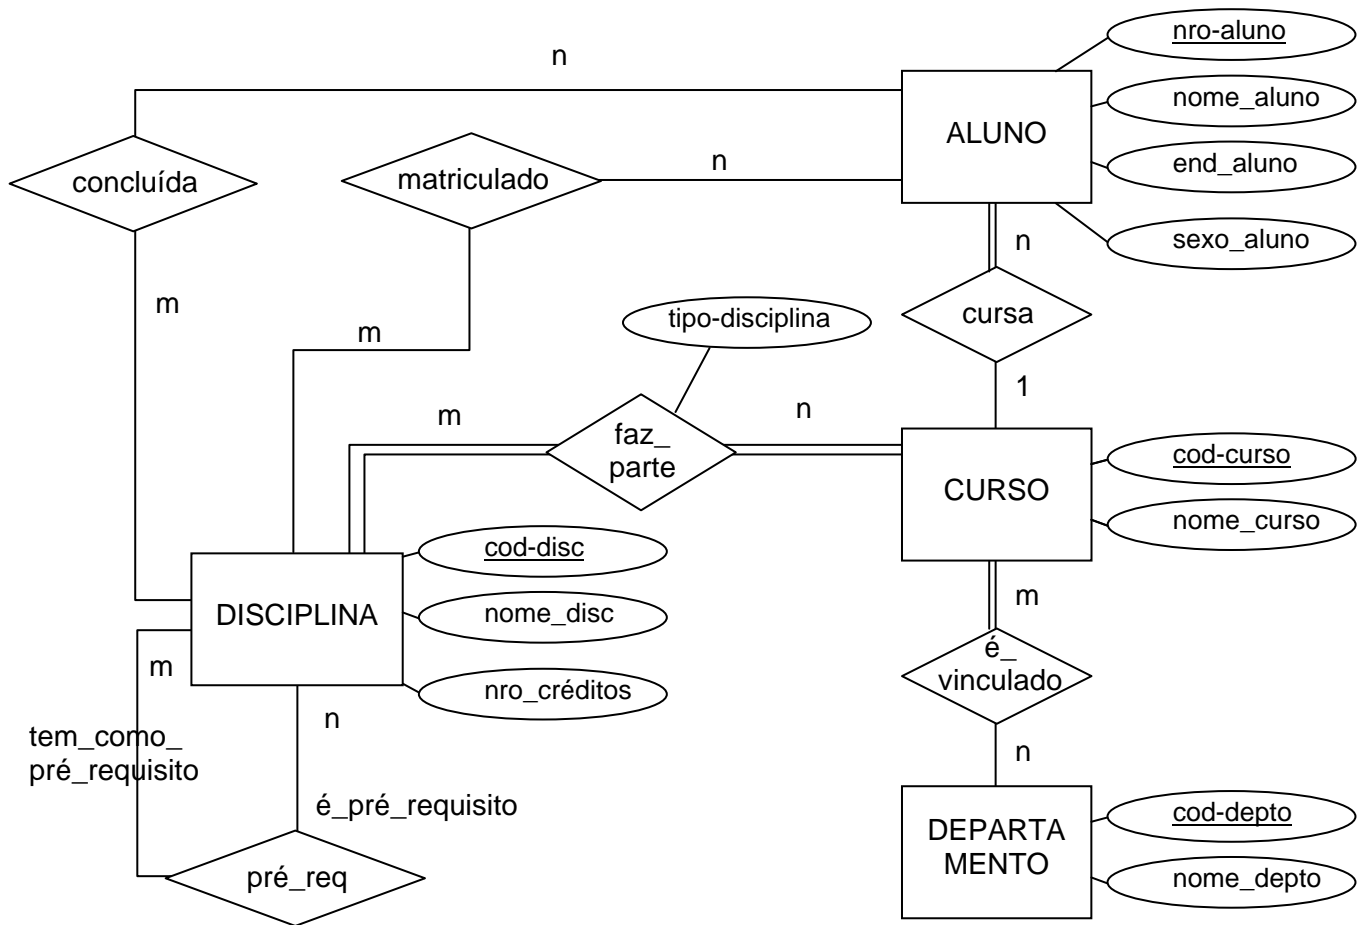 nro-aluno
n
nome_aluno
ALUNO
n
concluída
matriculado
end_aluno
n
sexo_aluno
m
tipo-disciplina
cursa
m
1
m
n
faz_
parte
cod-curso
CURSO
nome_curso
cod-disc
DISCIPLINA
nome_disc
m
é_
vinculado
m
nro_créditos
n
tem_como_
pré_requisito
n
é_pré_requisito
cod-depto
DEPARTA
MENTO
pré_req
nome_depto